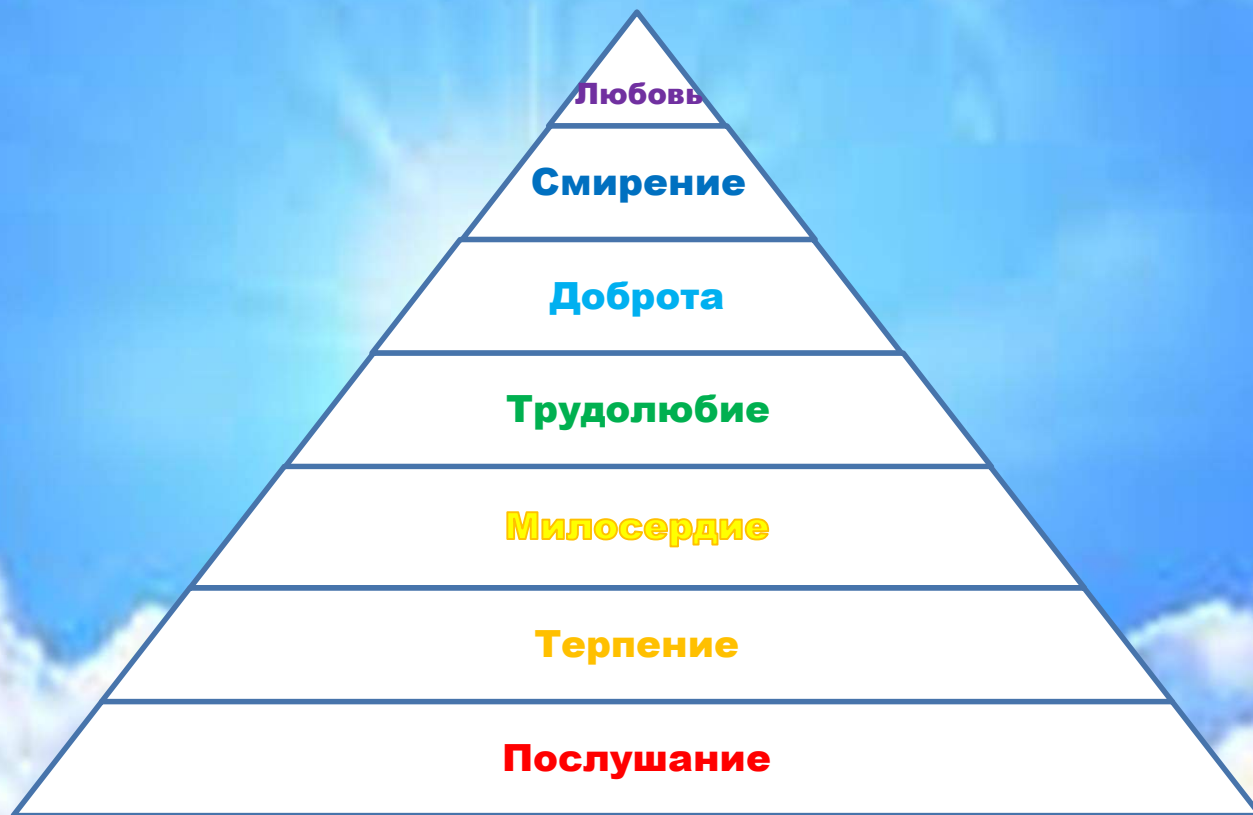 Любовь
Смирение
Доброта
Трудолюбие
Милосердие
Терпение
Послушание